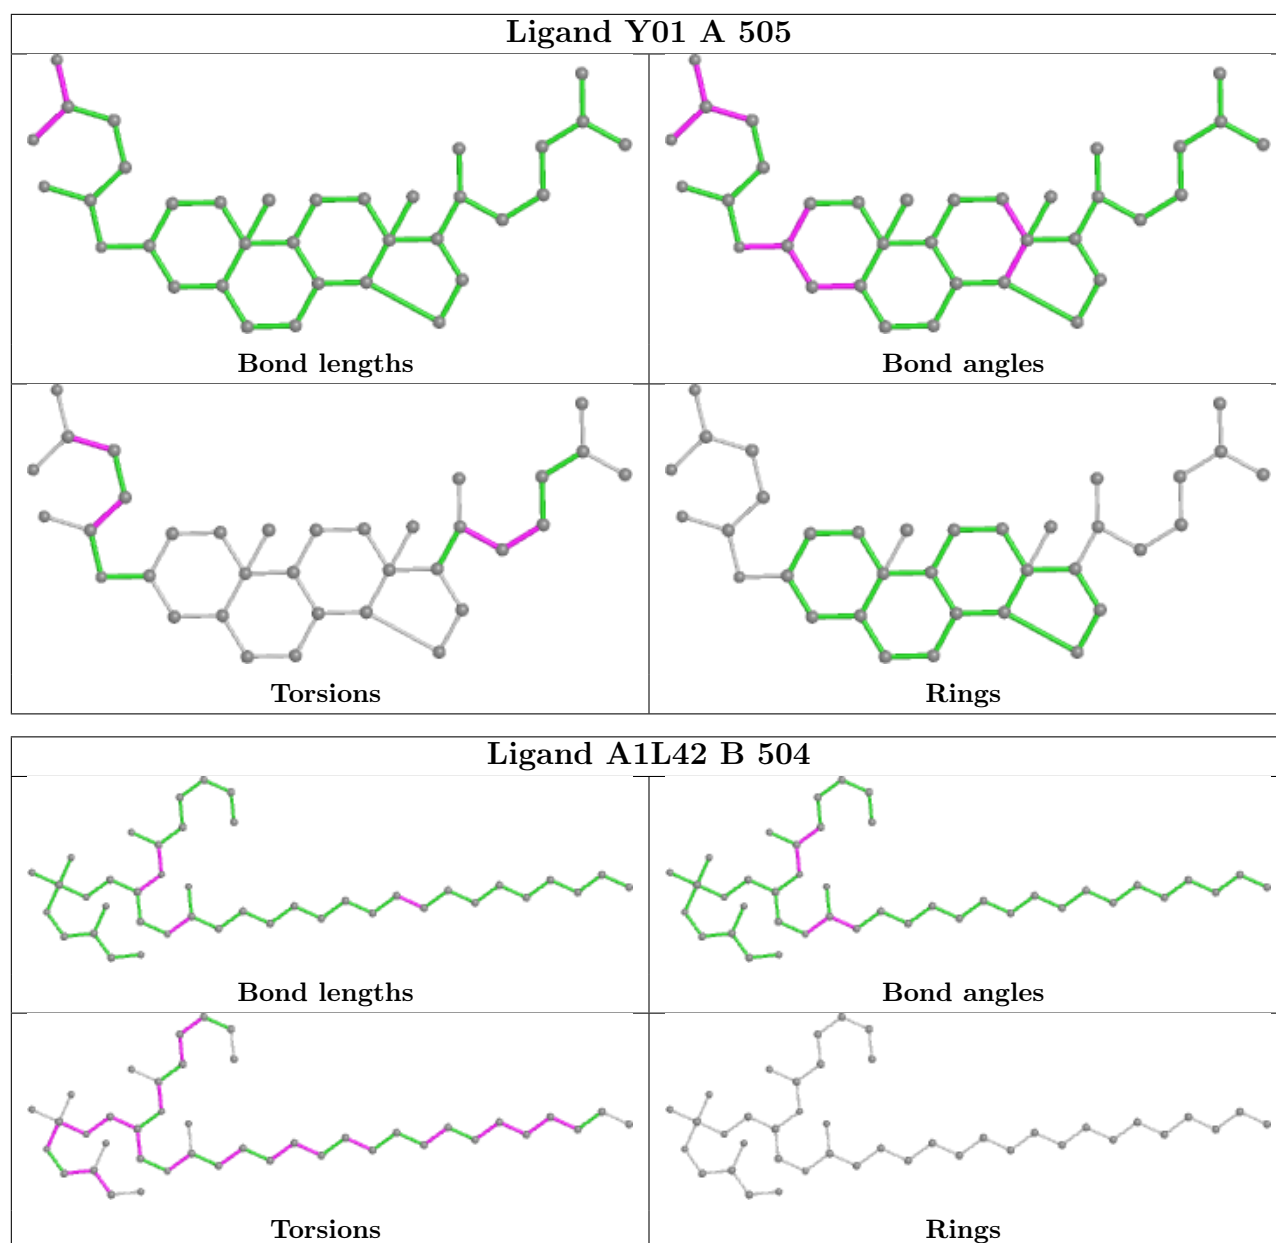 Ligand Y01 A 505
Bond lengths
Bond angles
Torsions
Rings
Ligand A1L42 B 504
Bond lengths
Bond angles
Torsions
Rings